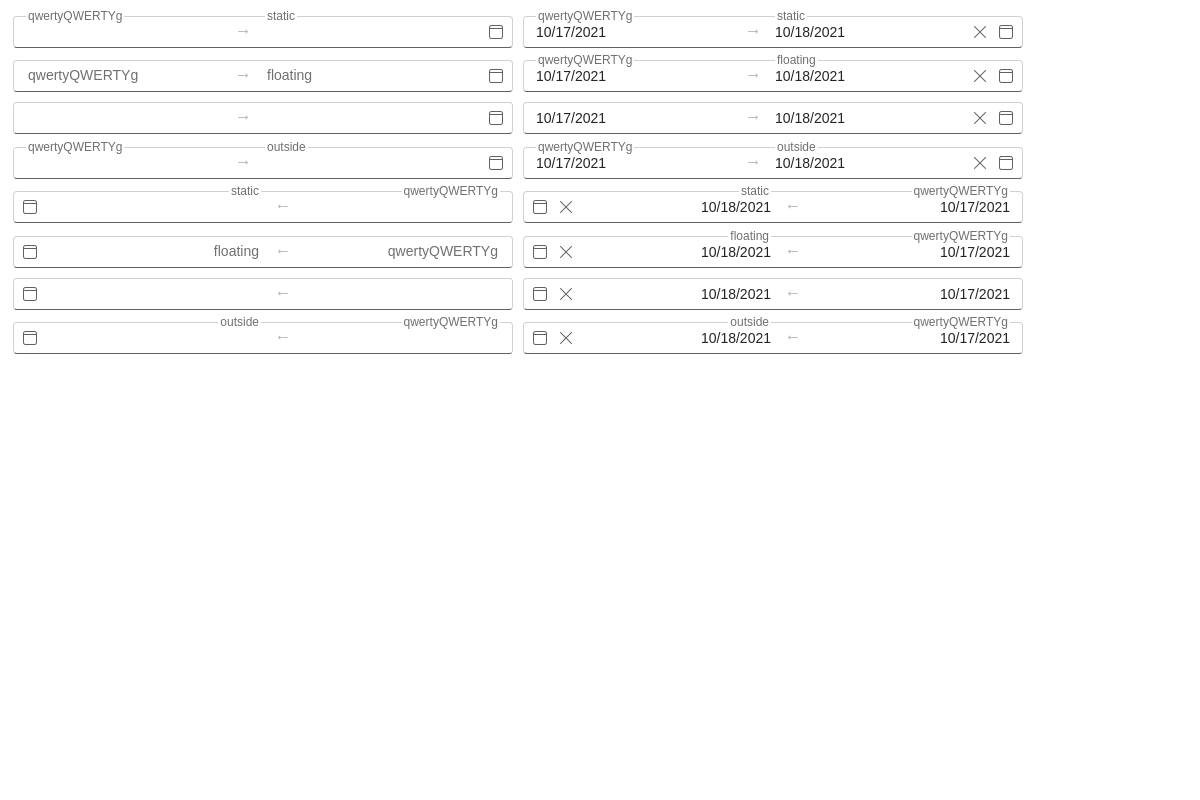 qwertyQWERTYg static qwertyQWERTYg static
→ 10/17/2021 → 10/18/2021
qwertyQWERTYg → floating qwertyQWERTYg floating
10/17/2021 → 10/18/2021
→ 10/17/2021 → 10/18/2021
qwertyQWERTYg outside qwertyQWERTYg outside
→ 10/17/2021 → 10/18/2021
static qwertyQWERTYg static qwertyQWERTYg
← 10/18/2021 ← 10/17/2021
floating ← qwertyQWERTYg floating qwertyQWERTYg
10/18/2021 ← 10/17/2021
← 10/18/2021 ← 10/17/2021
outside qwertyQWERTYg outside qwertyQWERTYg
← 10/18/2021 ← 10/17/2021